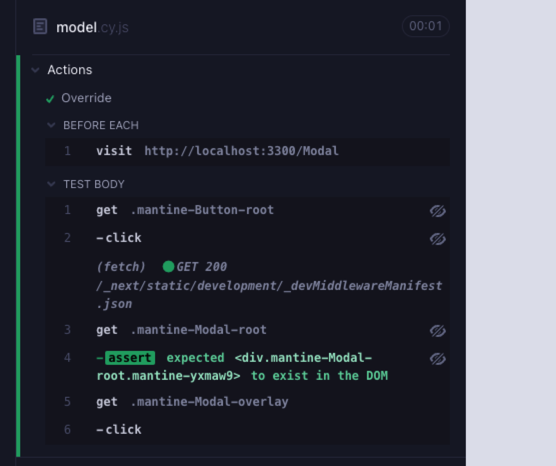 model.cy.js 00:01
Actions
Override
BEFORE EACH
1 visit http://localhost:3300/Modal
TEST BODY
1 get .mantine-Button-root
2 -click
(fetch) GET 200
/_next/static/development/_devMiddlewareManifest
.json
3 get .mantine-Modal-root
4 -assert expected <div.mantine-Modal-
root.mantine-yxmaw9> to exist in the DOM
5 get .mantine-Modal-overlay
6 -click